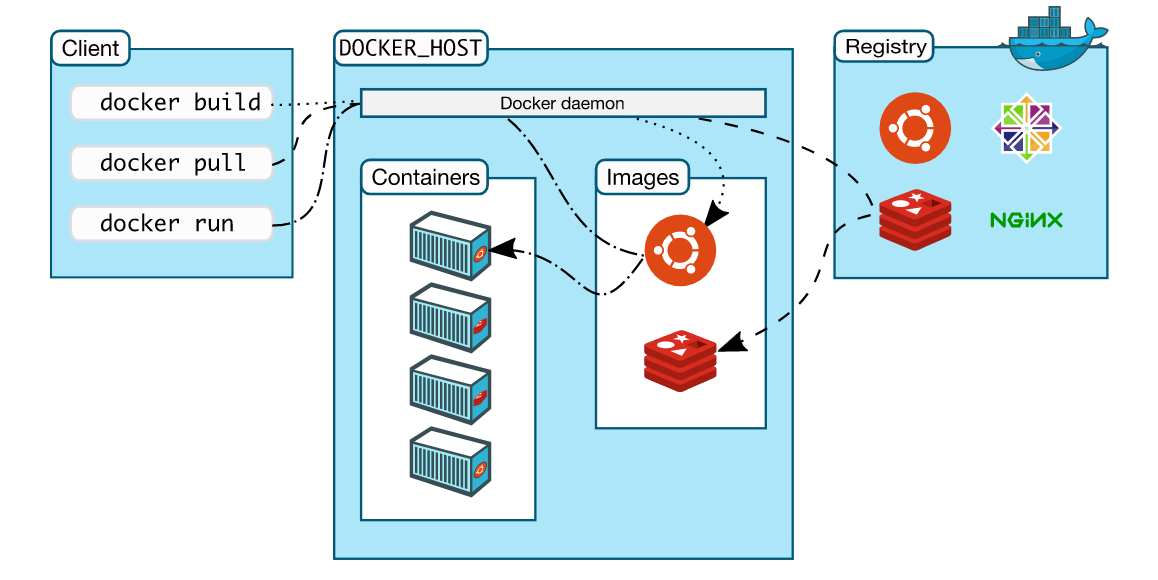 Client
docker build
docker pull
docker run
DOCKER_HOST
Docker daemon
Containers
Images
Registry
NGINX